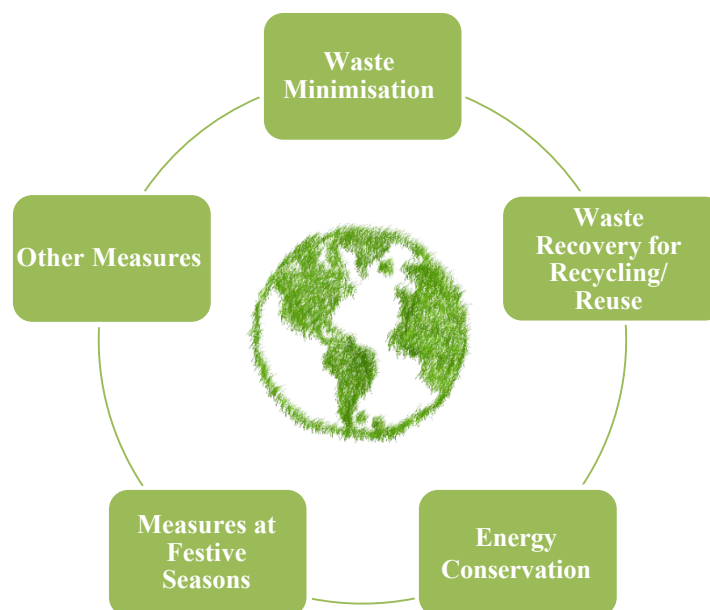 Waste
Minimisation
Waste
Recovery for
Recycling/
Reuse
Energy
Conservation
Measures at
Festive
Seasons
Other Measures